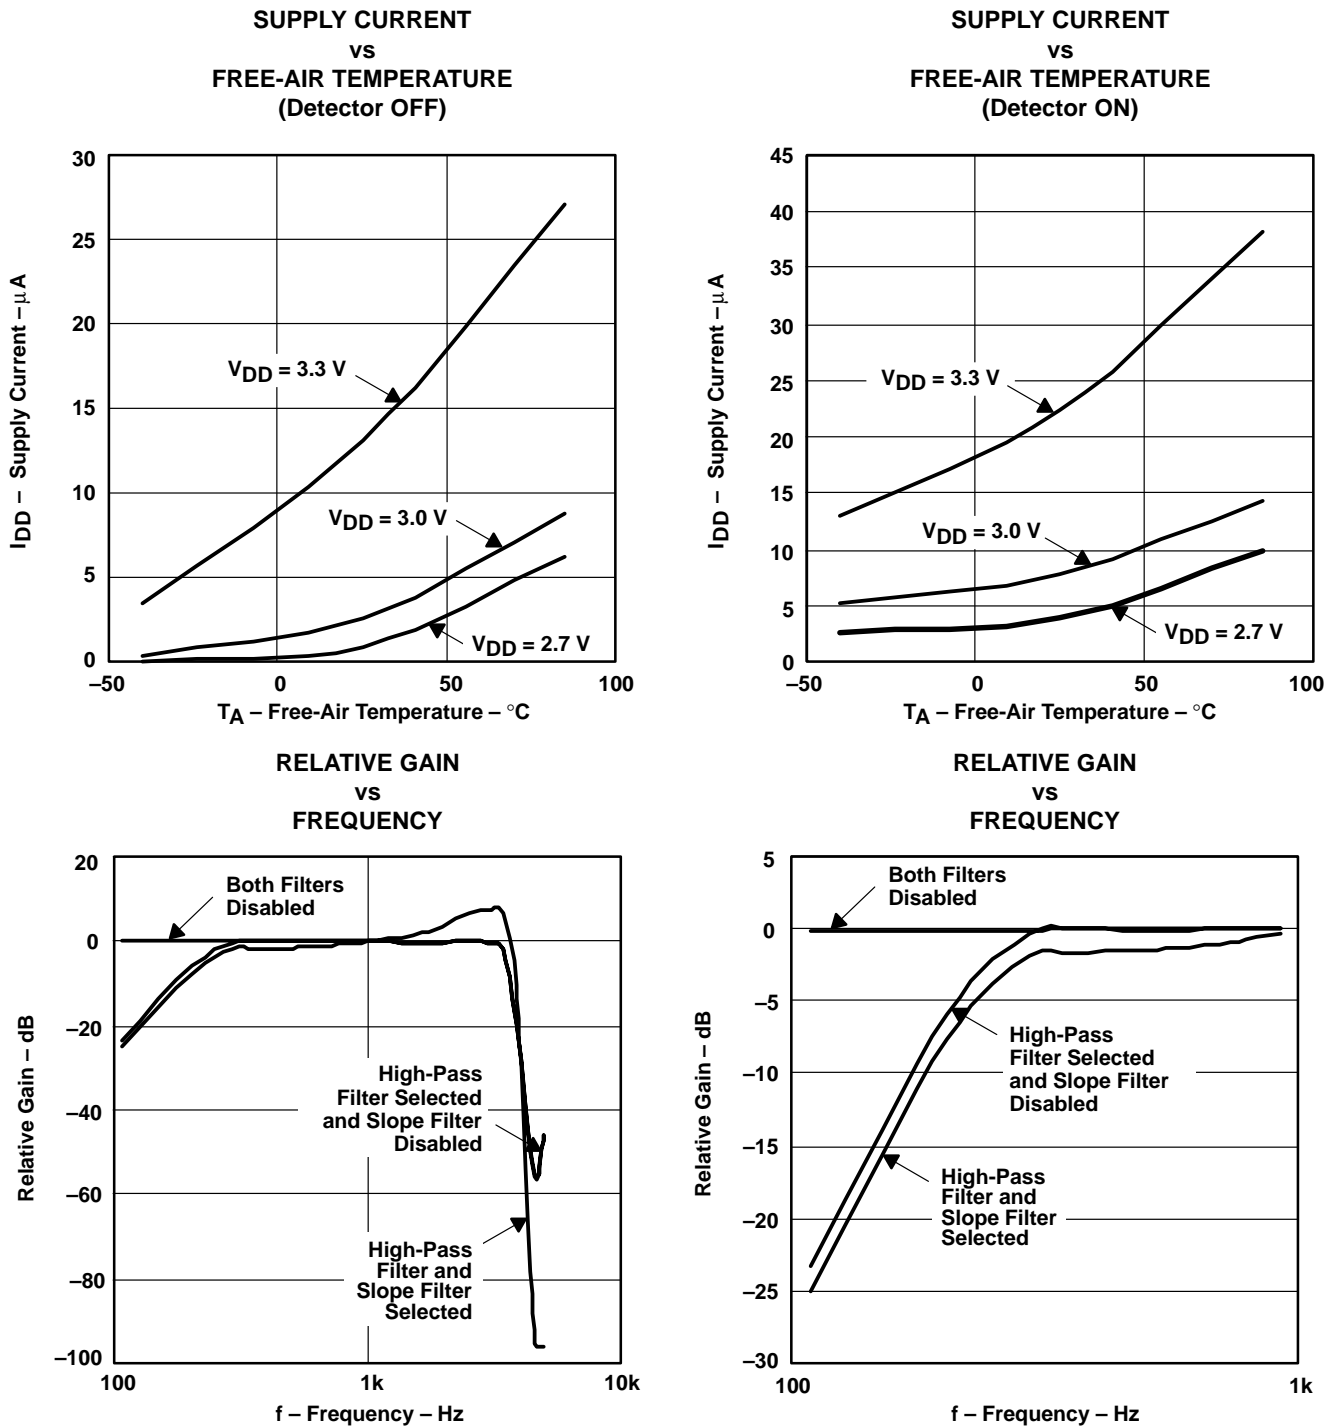 SUPPLY CURRENT
vs
FREE-AIR TEMPERATURE
(Detector OFF)
30
25
20
15
10
5
0
–50
0
50
100
IDD – Supply Current –μA
VDD = 3.3 V
VDD = 3.0 V
VDD = 2.7 V
TA – Free-Air Temperature – °C
SUPPLY CURRENT
vs
FREE-AIR TEMPERATURE
(Detector ON)
45
40
35
30
25
20
15
10
5
0
–50
0
50
100
IDD – Supply Current –μA
VDD = 3.3 V
VDD = 3.0 V
VDD = 2.7 V
TA – Free-Air Temperature – °C
RELATIVE GAIN
vs
FREQUENCY
20
0
–20
–40
–60
–80
–100
100
1k
10k
Relative Gain – dB
Both Filters
Disabled
High-Pass
Filter Selected
and Slope Filter
Disabled
High-Pass
Filter and
Slope Filter
Selected
f – Frequency – Hz
RELATIVE GAIN
vs
FREQUENCY
5
0
–5
–10
–15
–20
–25
–30
100
1k
Relative Gain – dB
Both Filters
Disabled
High-Pass
Filter Selected
and Slope Filter
Disabled
High-Pass
Filter and
Slope Filter
Selected
f – Frequency – Hz